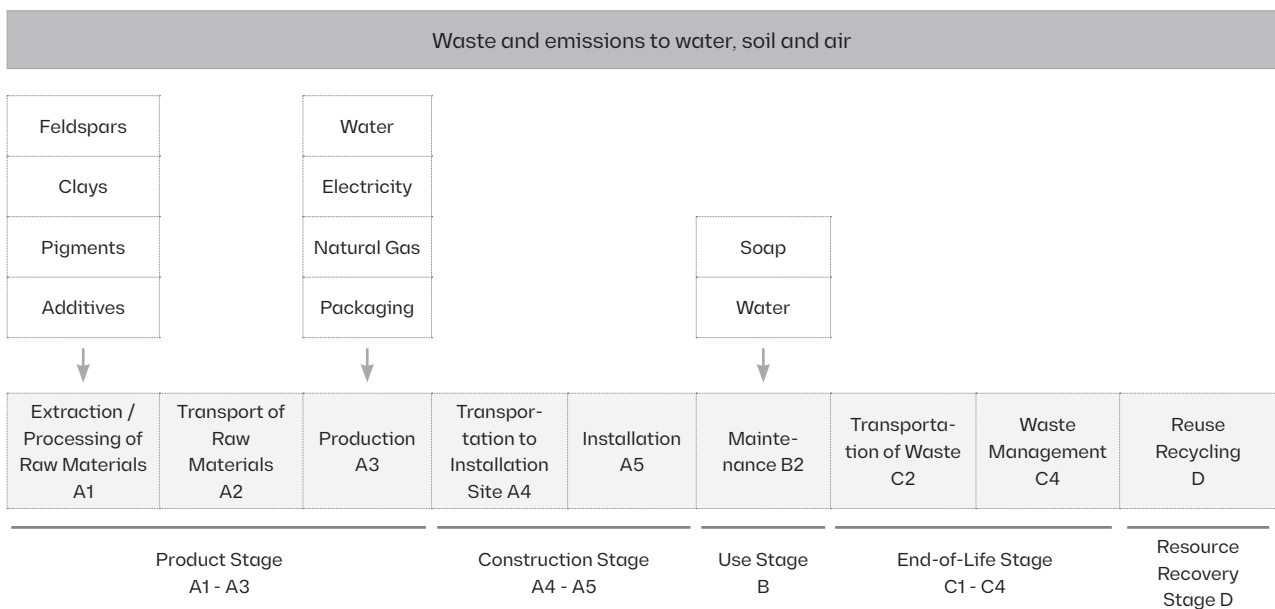 Waste and emissions to water, soil and air
Feldspars
Clays
Pigments
Additives
Water
Electricity
Natural Gas
Packaging
Soap
Water
Extraction /
Processing of
Raw Materials
A1
Transport of
Raw
Materials
A2
Production
A3
Transpor-
tation to
Installation
Site A4
Installation
A5
Mainte-
nance B2
Transporta-
tion of Waste
C2
Waste
Management
C4
Reuse
Recycling
D
Product Stage
A1 - A3
Construction Stage
A4 - A5
Use Stage
B
End-of-Life Stage
C1 - C4
Resource
Recovery
Stage D